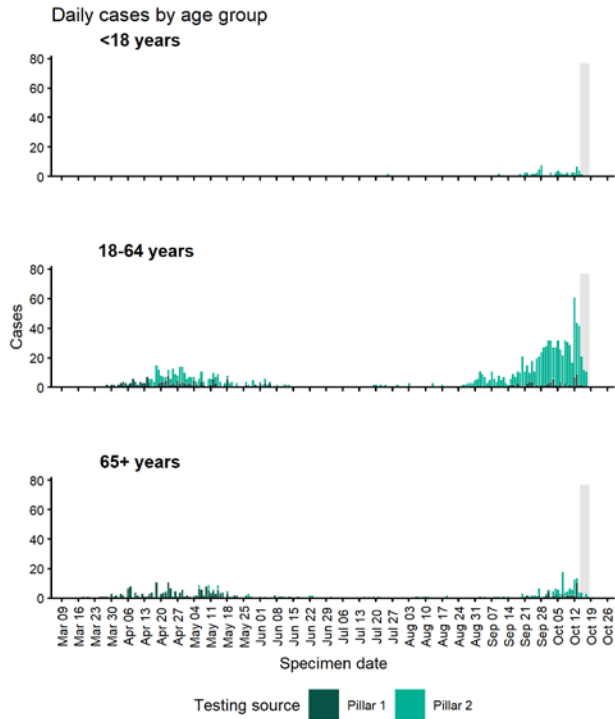 Daily cases by age group
<18 years
80
60
40
20
0
18-64 years
80
60
40
20
0
Cases
65+ years
80
60
40
20
0
Mar 09
Mar 16
Mar 23
Mar 30
Apr 06
Apr 13
Apr 20
Apr 27
May 04
May 11
May 18
May 25
Jun 01
Jun 08
Jun 15
Jun 22
Jun 29
Jul 06
Jul 13
Jul 20
Jul 27
Aug 03
Aug 10
Aug 17
Aug 24
Aug 31
Sep 07
Sep 14
Sep 21
Sep 28
Oct 05
Oct 12
Oct 19
Oct 26
Specimen date
Testing source Pillar 1 Pillar 2